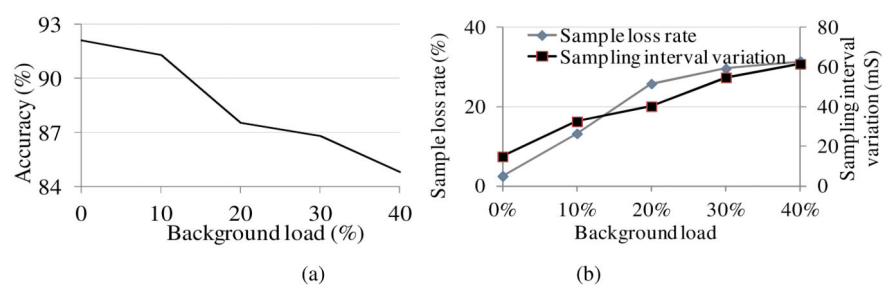 93
90
87
84
Accuracy (%)
0 10 20 30 40
Background load (%)
(a)
40
20
0
Sample loss rate (%)
Sample loss rate
Sampling interval variation
80
60
40
20
0
Sampling interval
variation (mS)
0% 10% 20% 30% 40%
Background load
(b)